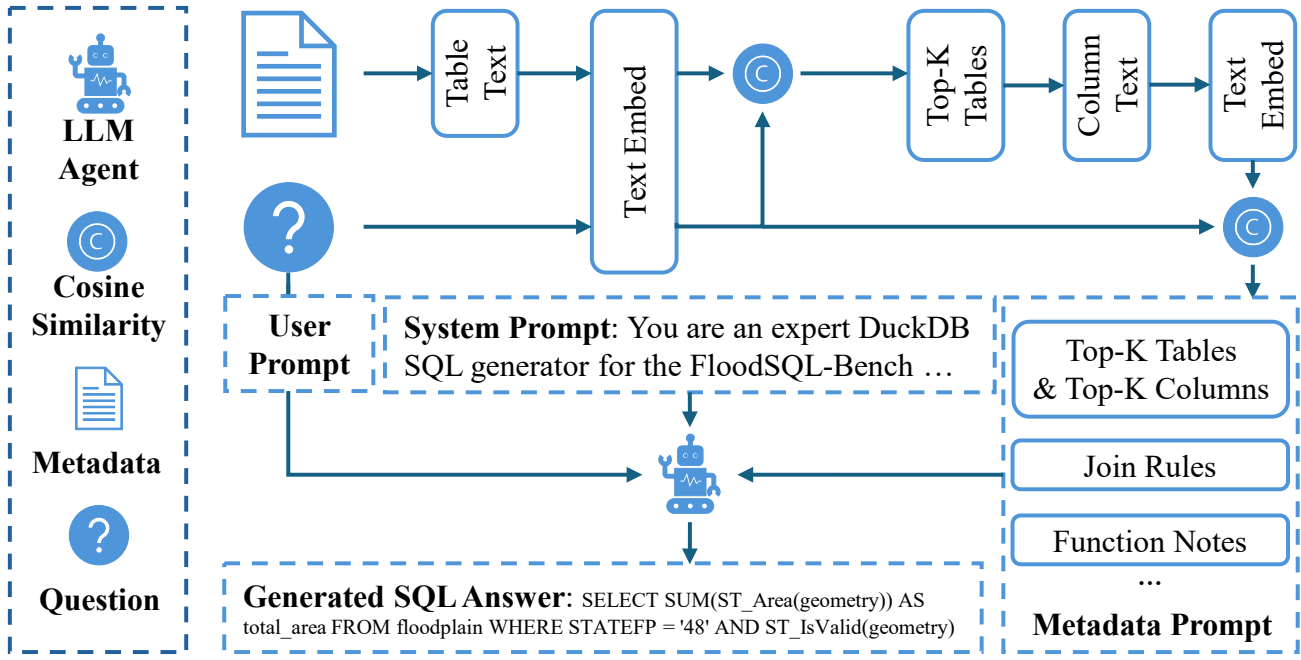 LLM
Agent
C
Cosine
Similarity
Metadata
?
Question
Table
Text
Text Embed
C
Top-K
Tables
Column
Text
Text
Embed
?
C
User
Prompt
System Prompt: You are an expert DuckDB
SQL generator for the FloodSQL-Bench ...
Top-K Tables
& Top-K Columns
Join Rules
Function Notes
...
Metadata Prompt
Generated SQL Answer: SELECT SUM(ST_Area(geometry)) AS
total_area FROM floodplain WHERE STATEFP = '48' AND ST_IsValid(geometry)